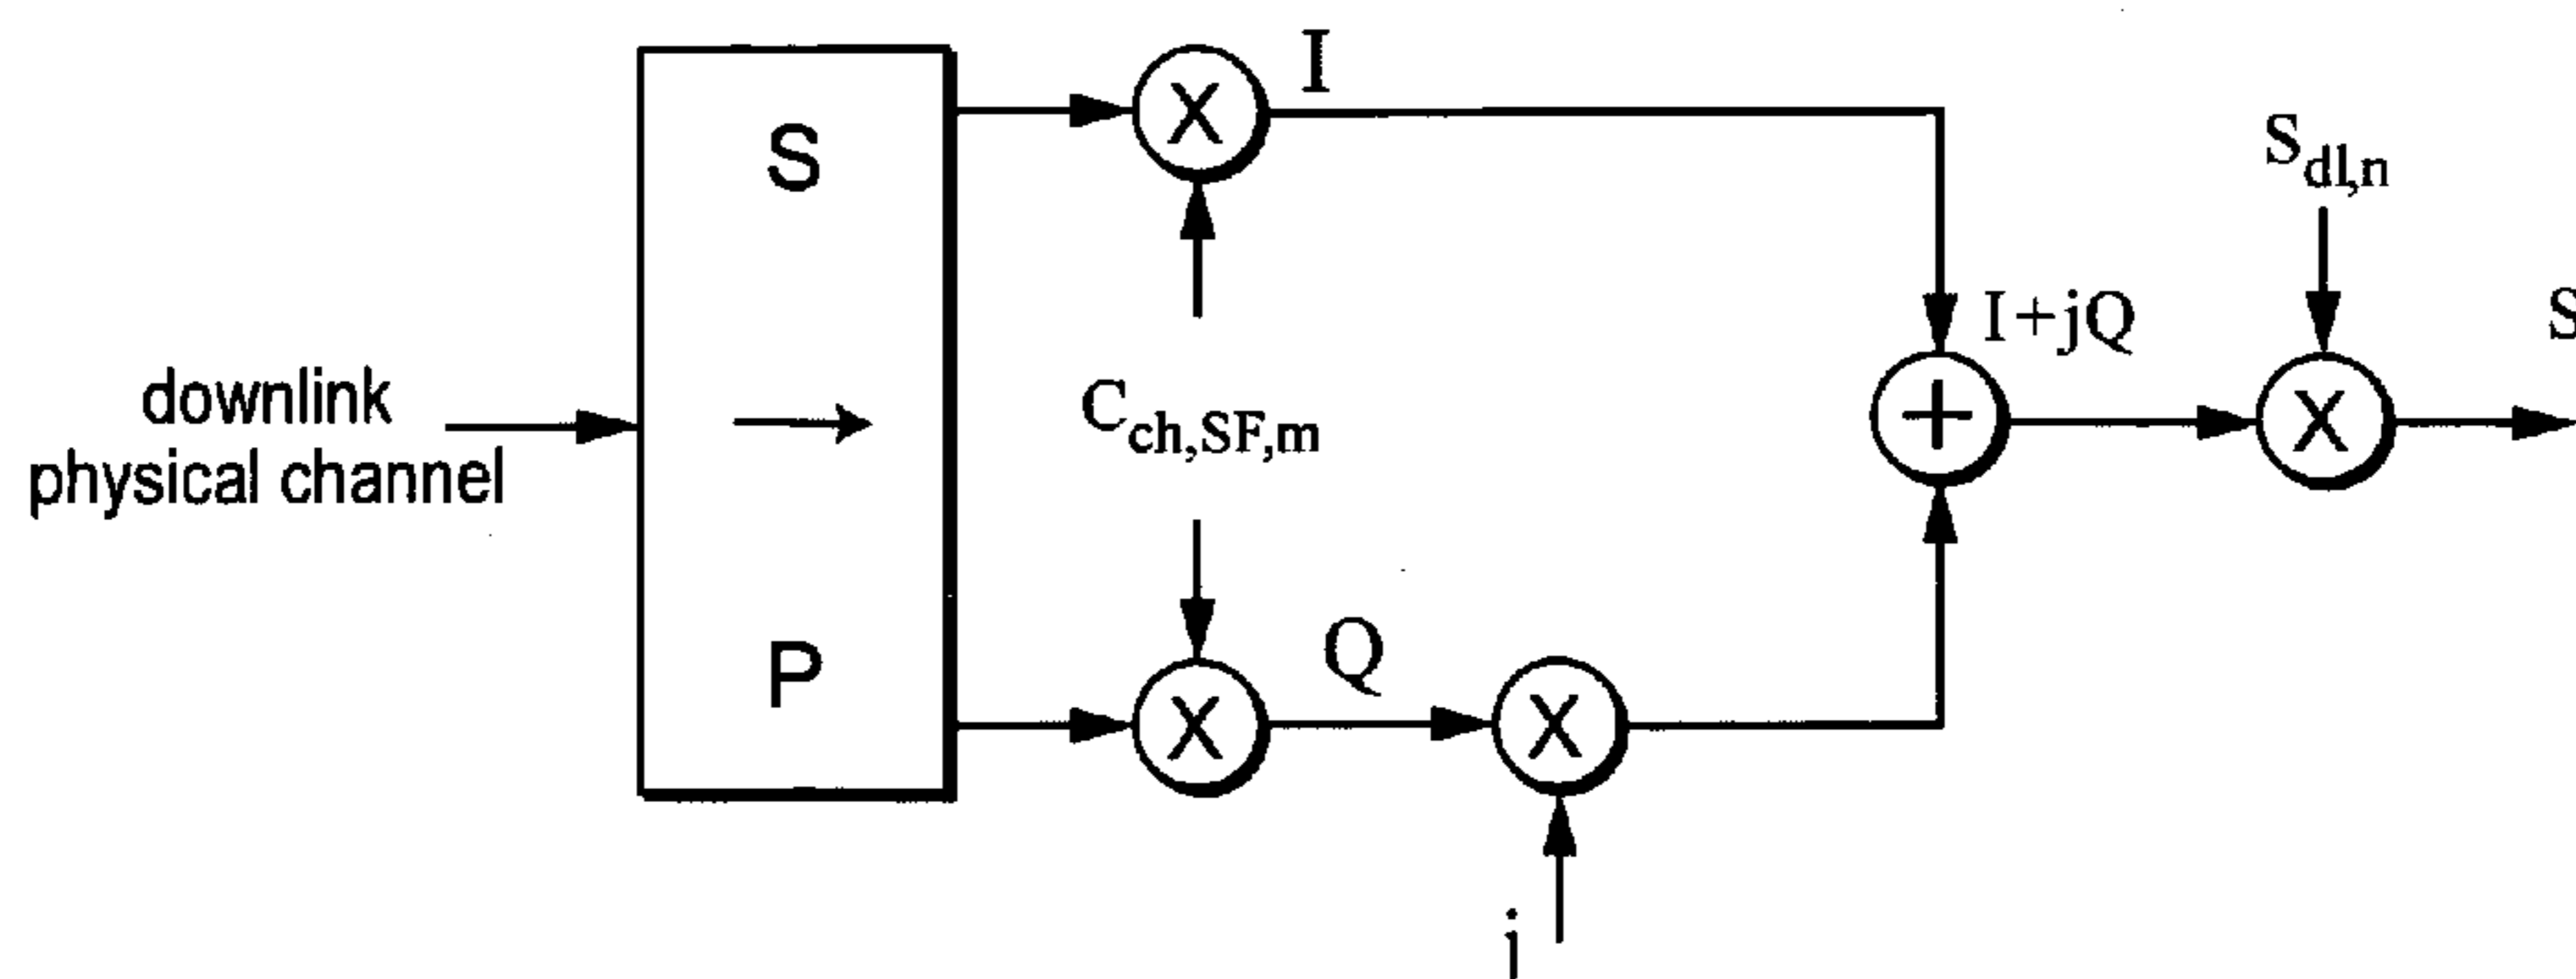 downlink
physical channel
S
P
X
I
C_ch,SF,m
X
Q
X
j
+
I+jQ
S_dl,n
X
S